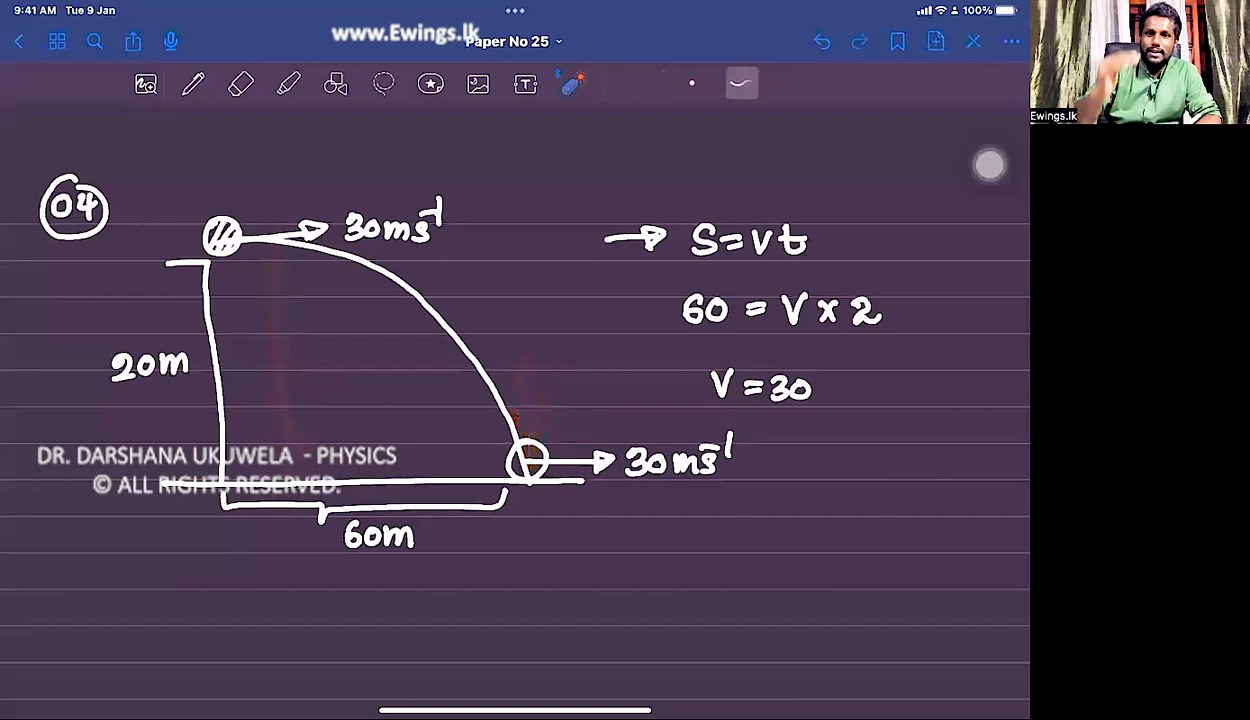 9:41 AM Tue 9 Jan
100%
www.Ewings.lk
Paper No 25
Ewings.lk
04
30ms⁻¹
→ S=vt
60 = V × 2
20m
V = 30
DR. DARSHANA UKUWELA - PHYSICS
30ms⁻¹
© ALL RIGHTS RESERVED.
60m